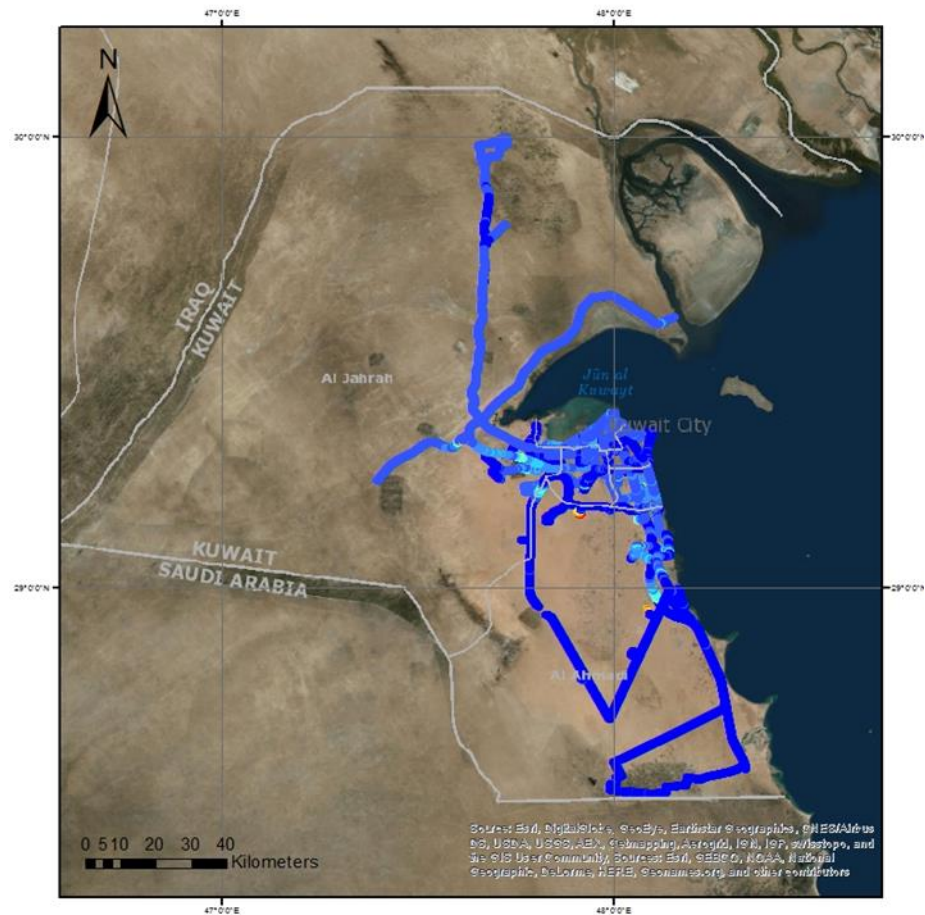 47°0'0"E 48°0'0"E
N
30°0'0"N 30°0'0"N
IRAQ
KUWAIT
Al Jahrah
Jūn al
Kuwayt
Kuwait City
KUWAIT
SAUDI ARABIA
29°0'0"N 29°0'0"N
Al Ahmadi
0 5 10 20 30 40
Kilometers
Source: Esri, DigitalGlobe, GeoEye, Earthstar Geographics, CNES/Airbus
DS, USDA, USGS, AEX, Getmapping, Aerogrid, IGN, IGP, swisstopo, and
the GIS User Community, Sources: Esri, GEBCO, NOAA, National
Geographic, DeLorme, HERE, Geonames.org, and other contributors
47°0'0"E 48°0'0"E